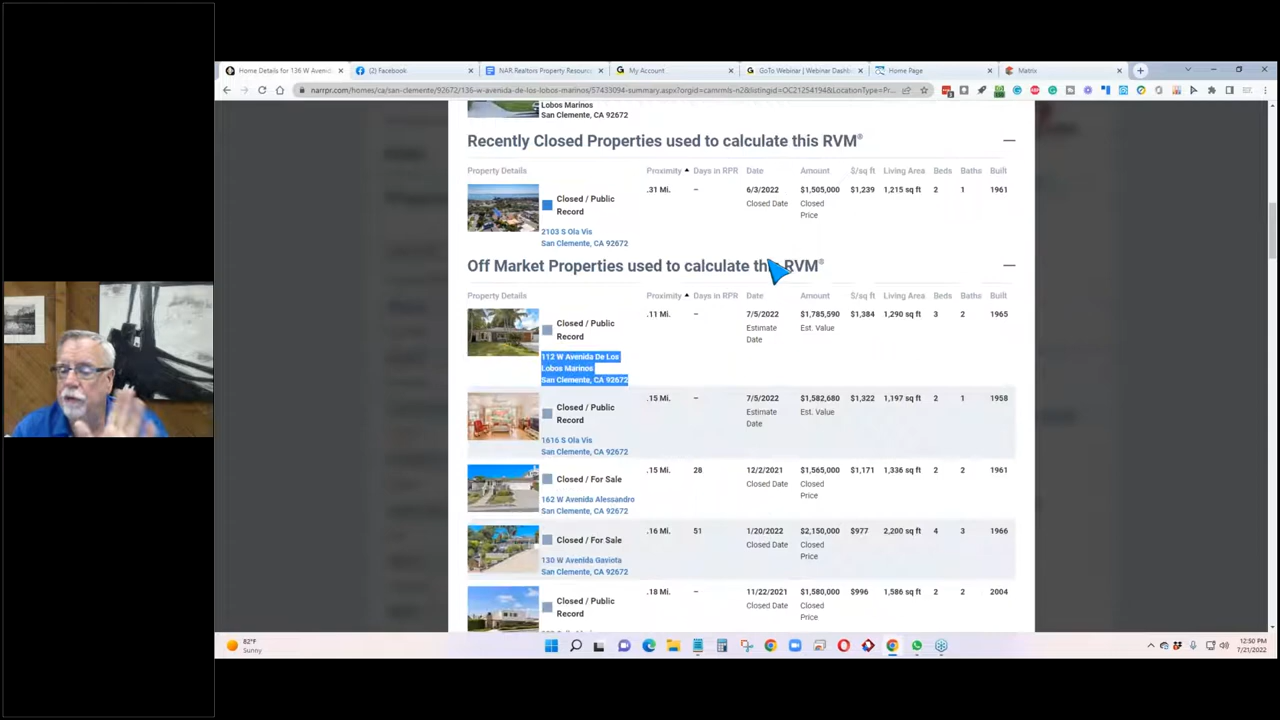 Home Details for 136 W Avenid
(2) Facebook
NAR.Realtors Property Resourc
My Account
GoTo Webinar | Webinar Dashb
Home Page
Matrix
narrpr.com/homes/ca/san-clemente/92672/136-w-avenida-de-los-lobos-marinos/57433094-summary.aspx?orgid=camrmls-n2&listingid=OC21254194&LocationType=Pr...
Lobos Marinos
San Clemente, CA 92672
Recently Closed Properties used to calculate this RVM®
Property Details Proximity Days in RPR Date Amount $/sq ft Living Area Beds Baths Built
.31 Mi. – 6/3/2022 $1,505,000 $1,239 1,215 sq ft 2 1 1961
Closed / Public Closed Date Closed
Record Price
2103 S Ola Vis
San Clemente, CA 92672
Off Market Properties used to calculate this RVM®
Property Details Proximity Days in RPR Date Amount $/sq ft Living Area Beds Baths Built
.11 Mi. – 7/5/2022 $1,785,590 $1,384 1,290 sq ft 3 2 1965
Closed / Public Estimate Est. Value
Record Date
112 W Avenida De Los
Lobos Marinos
San Clemente, CA 92672
.15 Mi. – 7/5/2022 $1,582,680 $1,322 1,197 sq ft 2 1 1958
Closed / Public Estimate Est. Value
Record Date
1616 S Ola Vis
San Clemente, CA 92672
.15 Mi. 28 12/2/2021 $1,565,000 $1,171 1,336 sq ft 2 2 1961
Closed / For Sale Closed Date Closed
Price
162 W Avenida Alessandro
San Clemente, CA 92672
.16 Mi. 51 1/20/2022 $2,150,000 $977 2,200 sq ft 4 3 1966
Closed / For Sale Closed Date Closed
Price
130 W Avenida Gaviota
San Clemente, CA 92672
.18 Mi. – 11/22/2021 $1,580,000 $996 1,586 sq ft 2 2 2004
Closed / Public Closed Date Closed
Record Price
82°F
Sunny
12:50 PM
7/21/2022